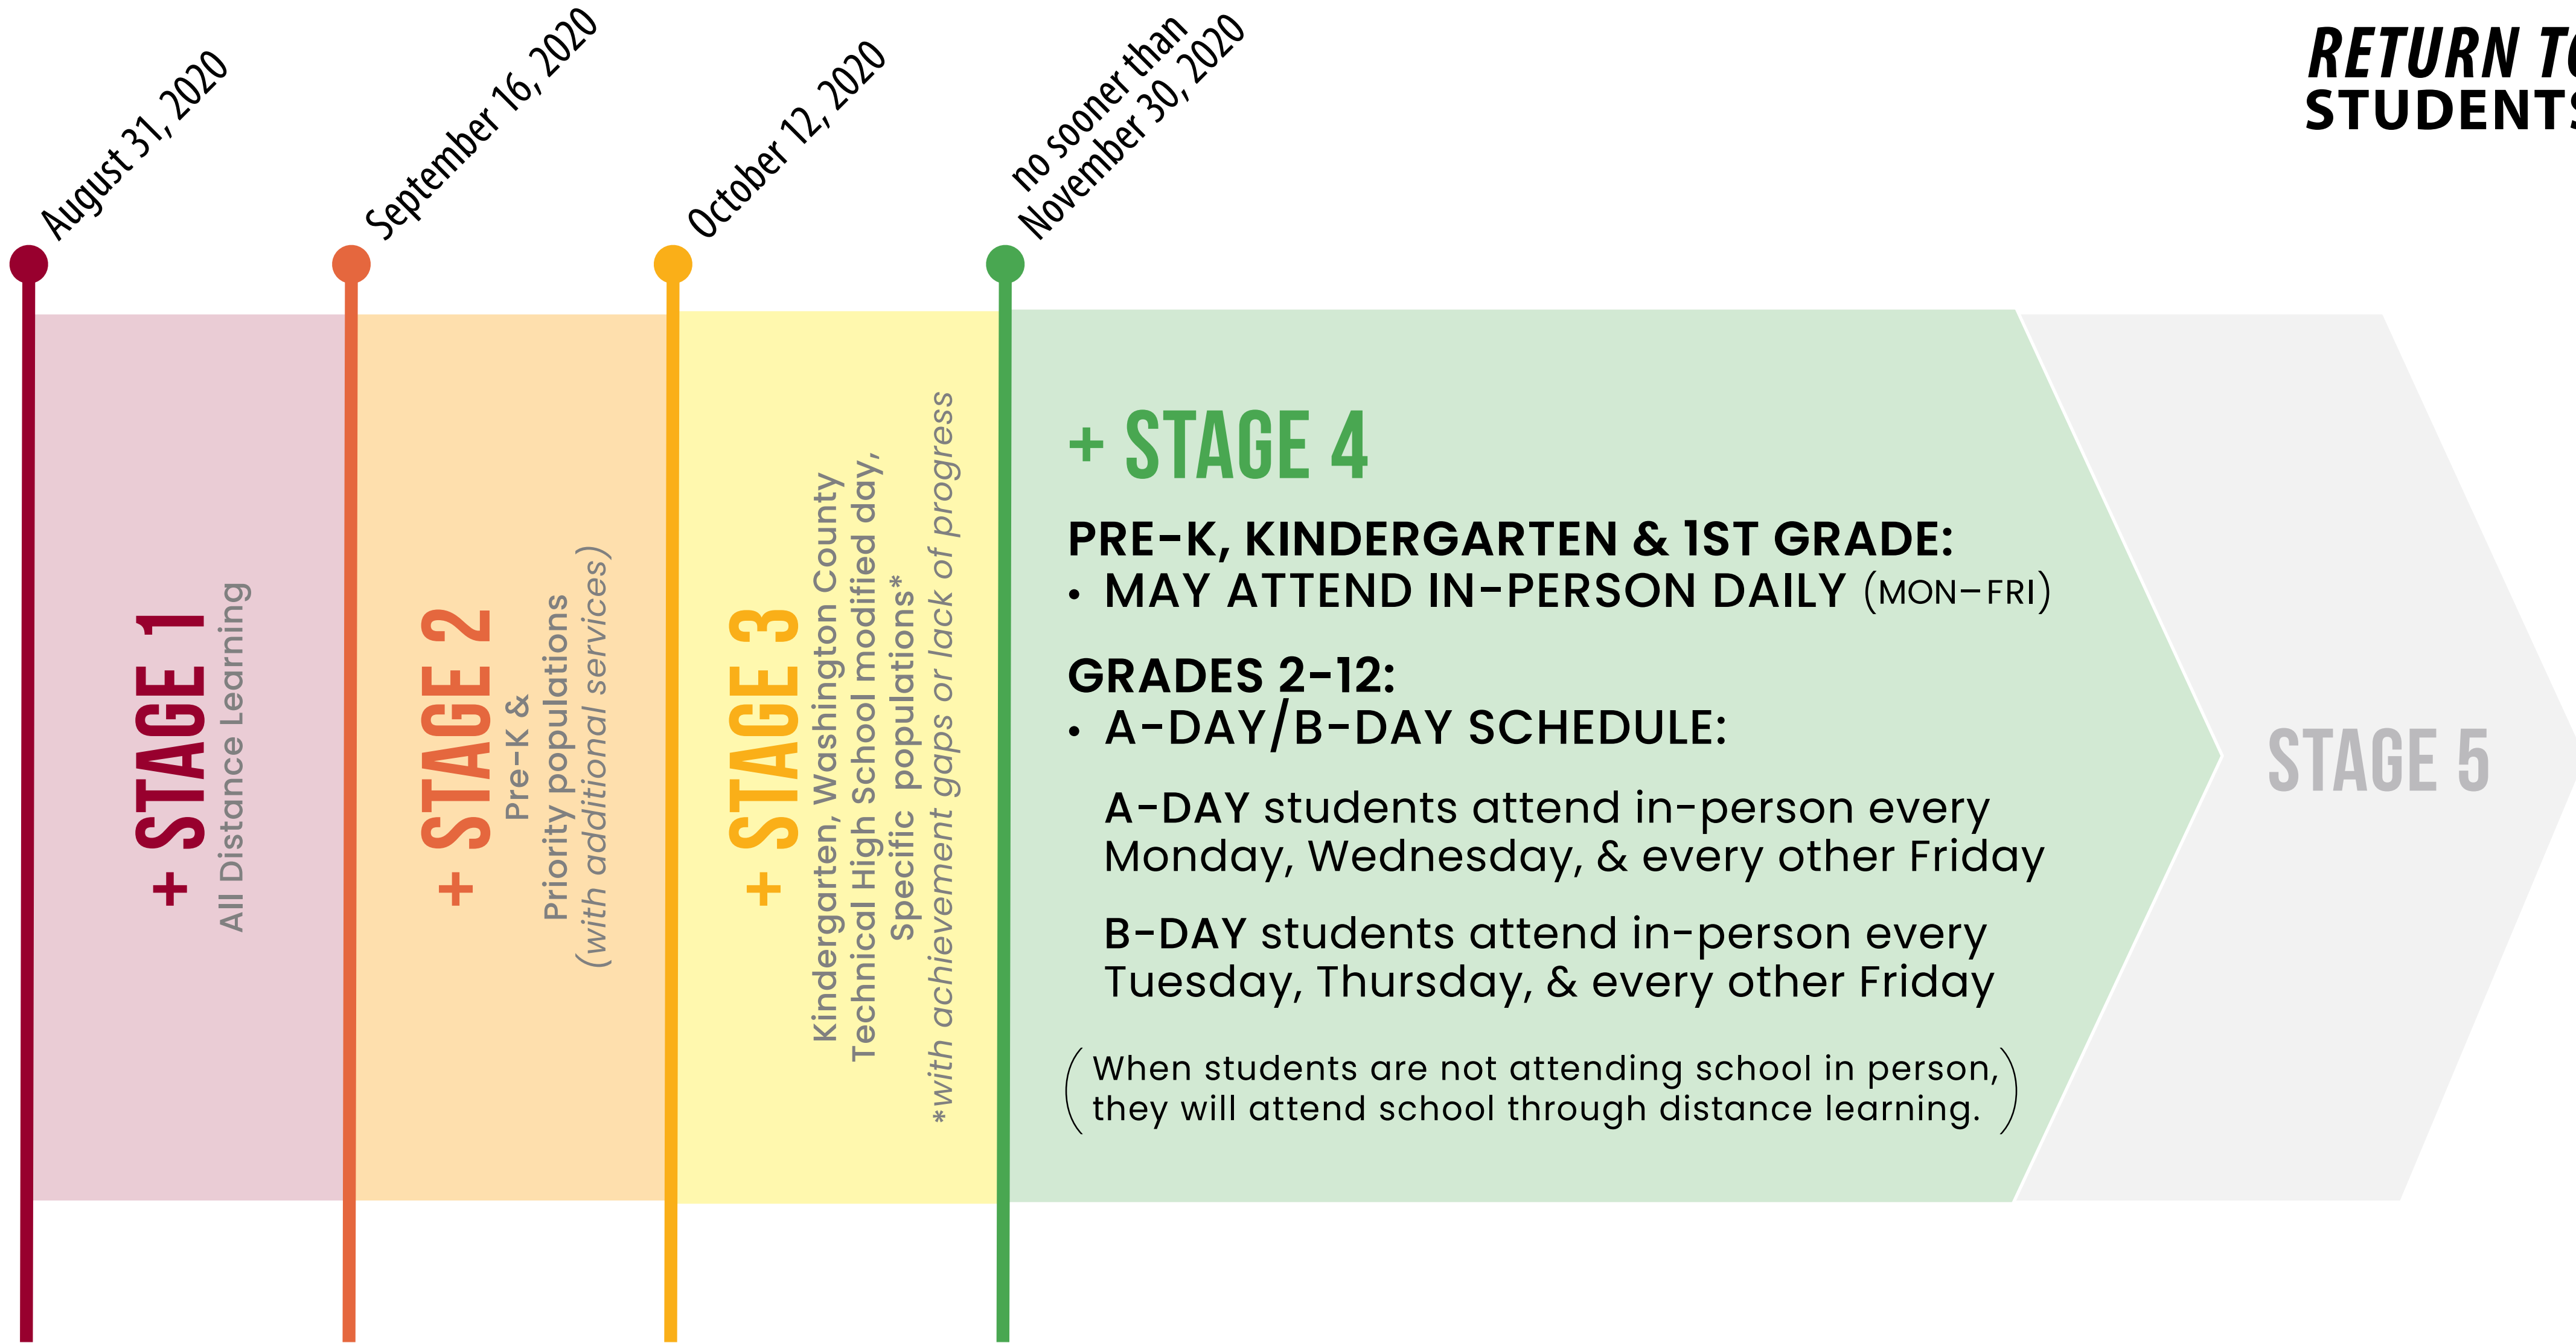 August 31, 2020
September 16, 2020
October 12, 2020
no sooner than
November 30, 2020
RETURN
STUDENTS
+ STAGE 1
All Distance Learning
+ STAGE 2
Pre-K &
Priority populations
(with additional services)
+ STAGE 3
Kindergarten, Washington County
Technical High School modified day,
Specific populations*
*with achievement gaps or lack of progress
+ STAGE 4
PRE-K, KINDERGARTEN & 1ST GRADE:
• MAY ATTEND IN-PERSON DAILY (MON–FRI)
GRADES 2-12:
• A-DAY/B-DAY SCHEDULE:
A-DAY students attend in-person every
Monday, Wednesday, & every other Friday
B-DAY students attend in-person every
Tuesday, Thursday, & every other Friday
(When students are not attending school in person,
they will attend school through distance learning.)
STAGE 5